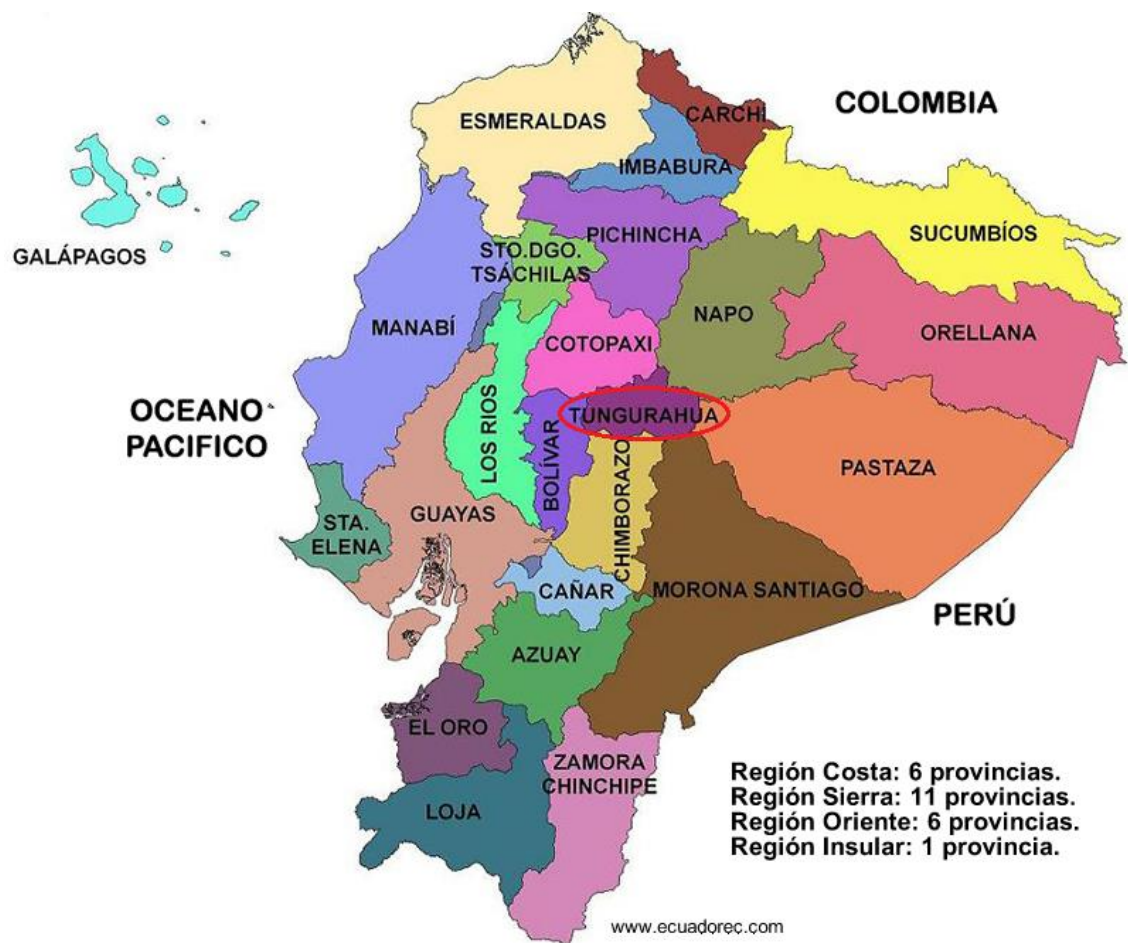 COLOMBIA
CARCHI
ESMERALDAS
IMBABURA
SUCUMBÍOS
PICHINCHA
GALÁPAGOS
STO.DGO.
TSÁCHILAS
NAPO
MANABÍ
ORELLANA
COTOPAXI
OCEANO
PACIFICO
TUNGURAHUA
LOS RIOS
BOLÍVAR
PASTAZA
CHIMBORAZO
GUAYAS
STA.
ELENA
CAÑAR
MORONA SANTIAGO
PERÚ
AZUAY
EL ORO
ZAMORA
CHINCHIPE
LOJA
Región Costa: 6 provincias.
Región Sierra: 11 provincias.
Región Oriente: 6 provincias.
Región Insular: 1 provincia.
www.ecuadorec.com